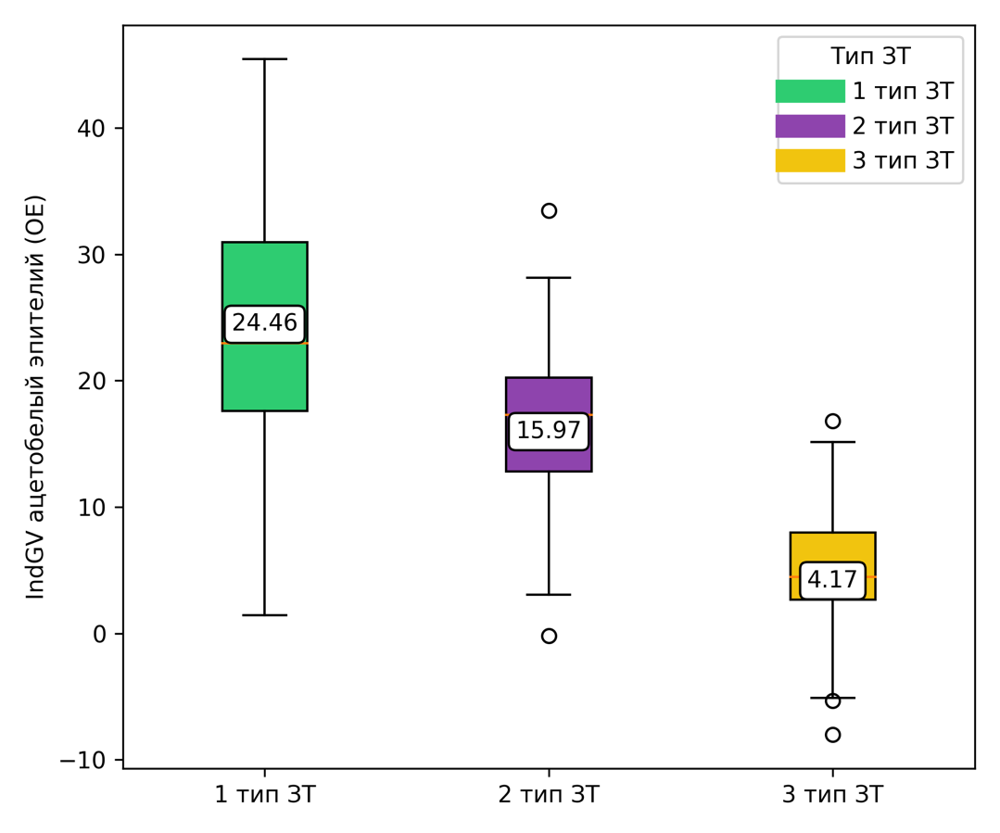 Тип ЗТ
1 тип ЗТ
2 тип ЗТ
3 тип ЗТ
IndGV ацетобелый эпителий (OE)
40
30
20
10
0
−10
24.46
15.97
4.17
1 тип ЗТ
2 тип ЗТ
3 тип ЗТ